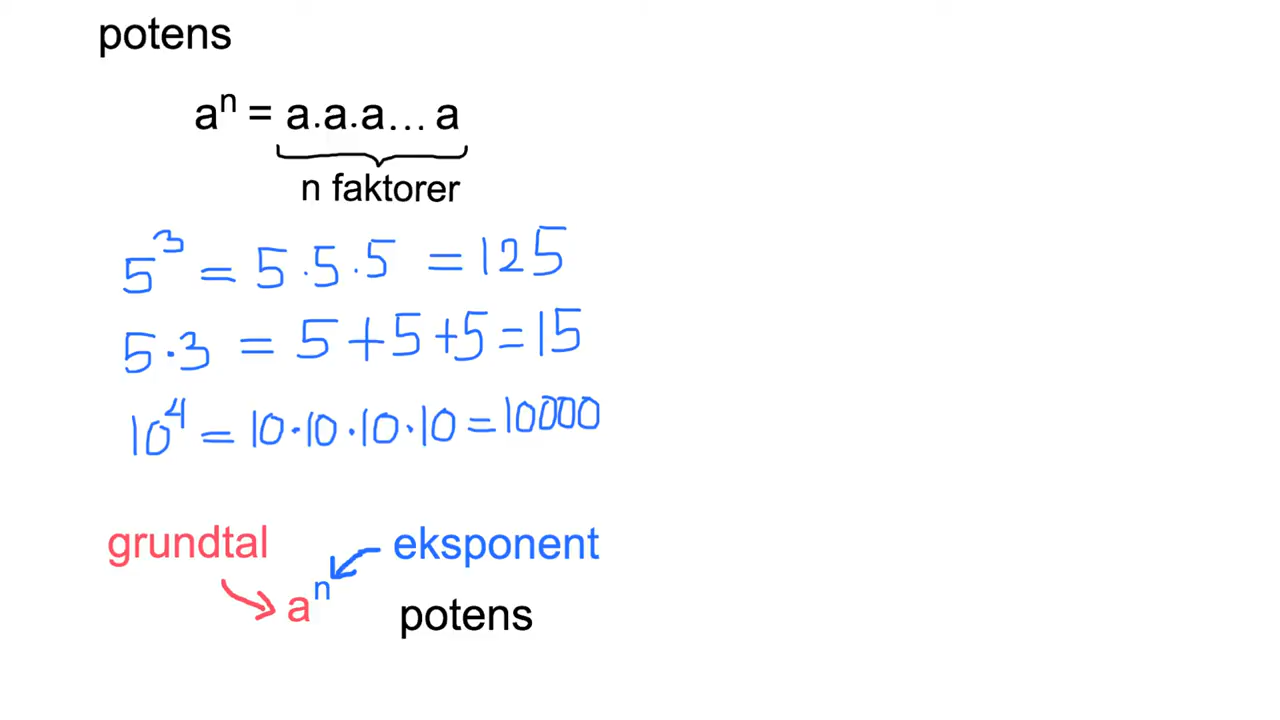 potens
aⁿ = a.a.a... a
n faktorer
5³ = 5·5·5 = 125
5·3 = 5+5+5=15
10⁴ = 10·10·10·10=10000
grundtal
eksponent
aⁿ
potens